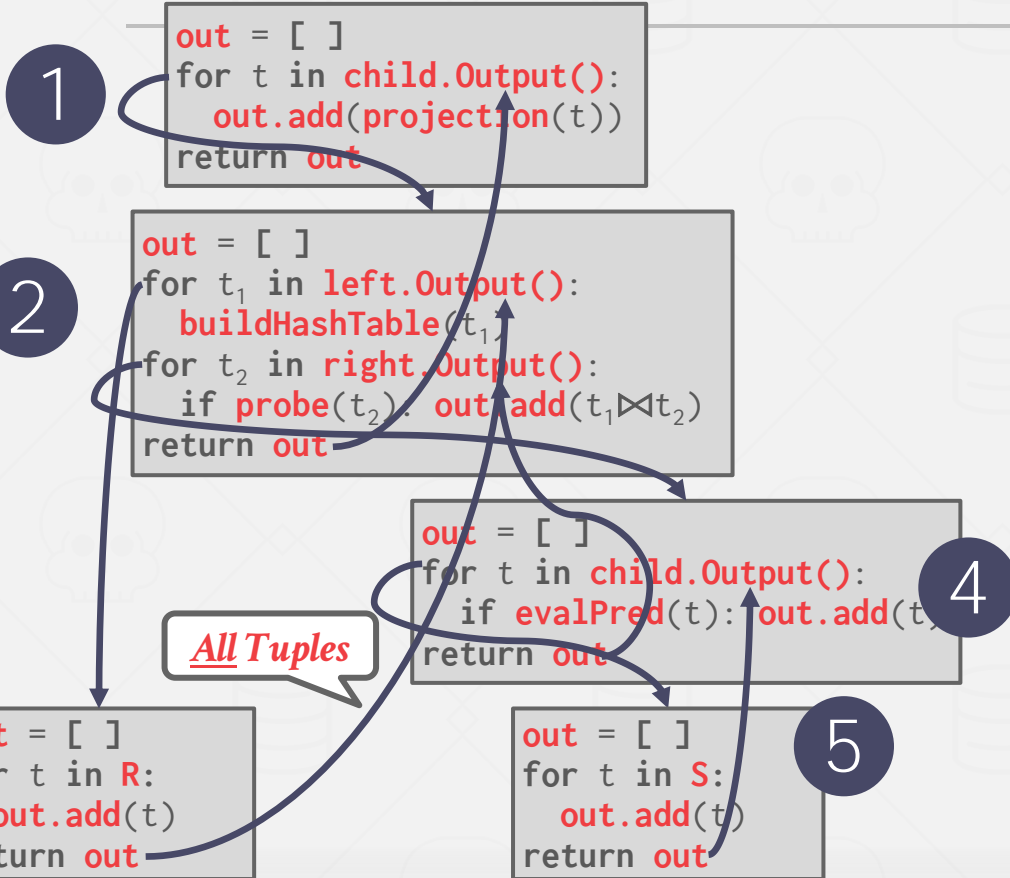 1
out = [ ]
for t in child.Output():
out.add(projection(t))
return out
2
out = [ ]
for t₁ in left.Output():
buildHashTable(t₁)
for t₂ in right.Output():
if probe(t₂): out.add(t₁⋈t₂)
return out
4
out = [ ]
for t in child.Output():
if evalPred(t): out.add(t
return out
All Tuples
t = [ ]
r t in R:
out.add(t)
turn out
5
out = [ ]
for t in S:
out.add(t)
return out